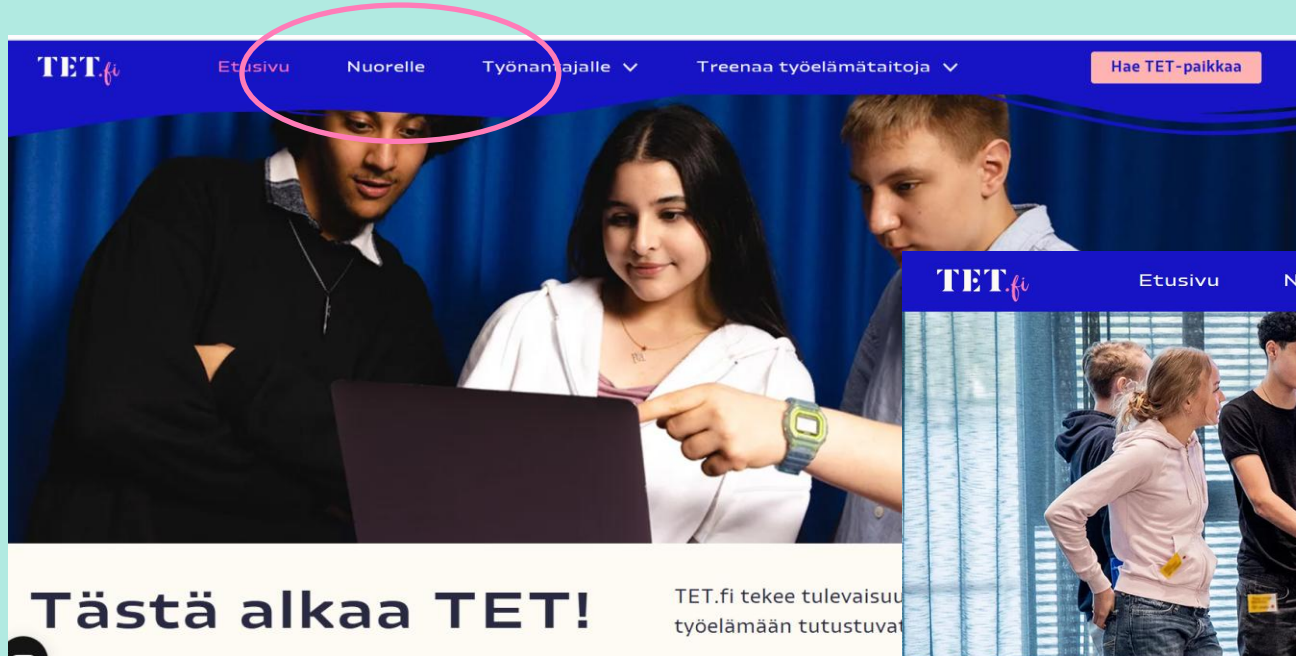 TET.fi Etusivu Nuorelle Työnantajalle Treenaa työelämätaitoja Hae TET-paikkaa
TET.fi Etusivu N
Tästä alkaa TET!
TET.fi tekee tulevaisuu
työelämään tutustuvat